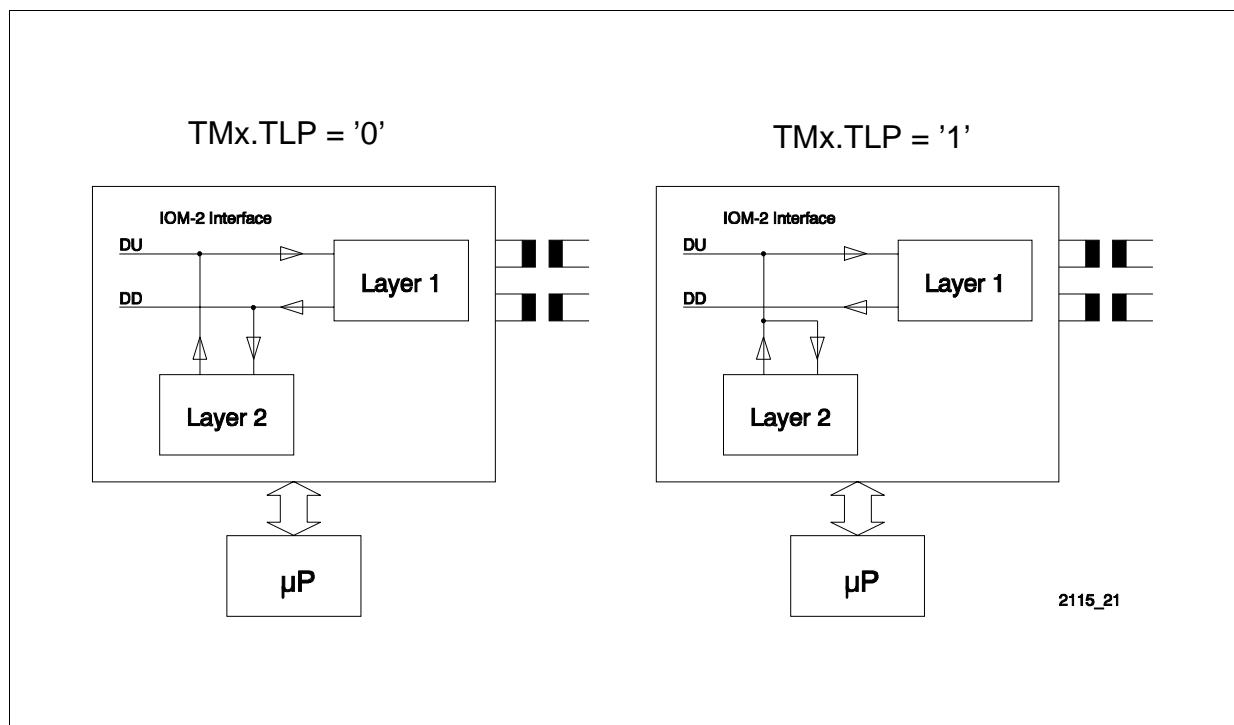 TMx.TLP = ’0’
TMx.TLP = ’1’
IOM-2 Interface
DU
DD
Layer 1
Layer 2
µP
IOM-2 Interface
DU
DD
Layer 1
Layer 2
µP
2115_21